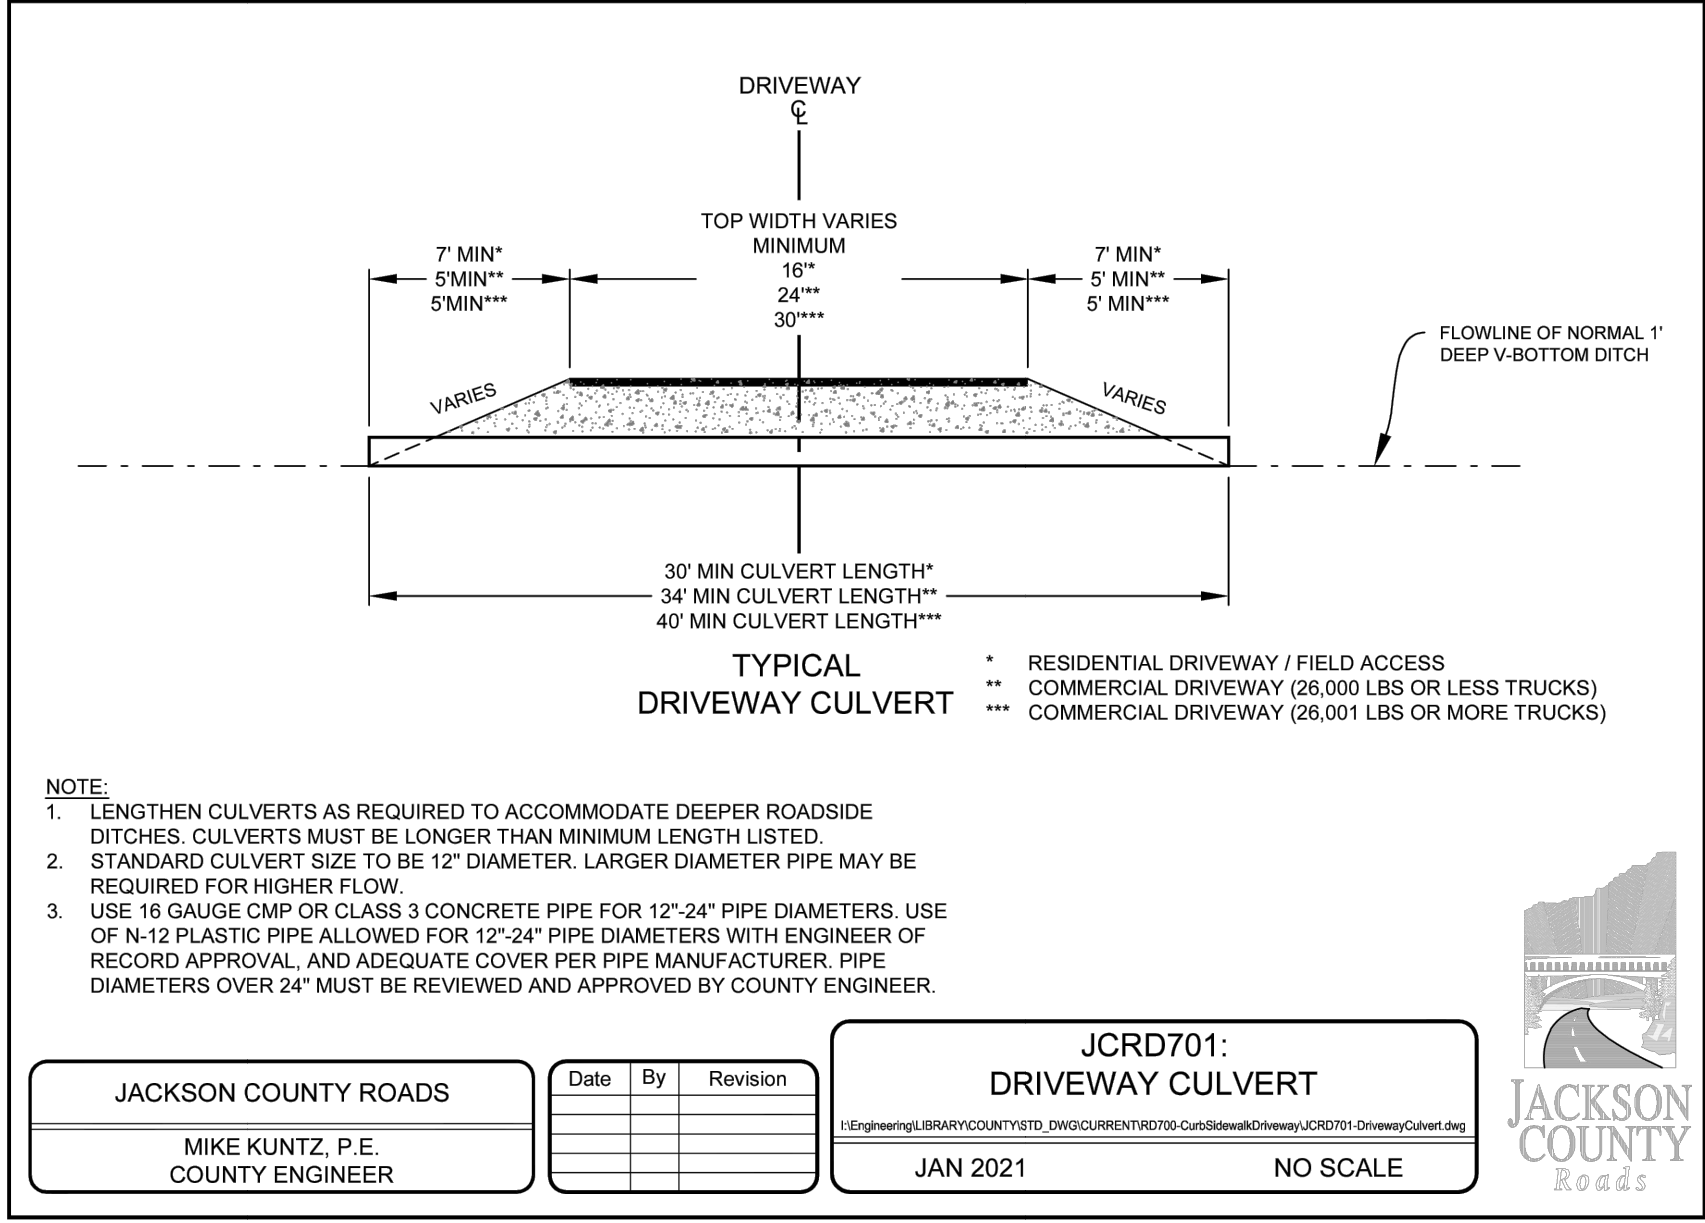 DRIVEWAY
℄
TOP WIDTH VARIES
MINIMUM
16'*
24'**
30'***
7' MIN*
5'MIN**
5'MIN***
7' MIN*
5' MIN**
5' MIN***
FLOWLINE OF NORMAL 1'
DEEP V-BOTTOM DITCH
VARIES
VARIES
30' MIN CULVERT LENGTH*
34' MIN CULVERT LENGTH**
40' MIN CULVERT LENGTH***
TYPICAL
DRIVEWAY CULVERT
* RESIDENTIAL DRIVEWAY / FIELD ACCESS
** COMMERCIAL DRIVEWAY (26,000 LBS OR LESS TRUCKS)
*** COMMERCIAL DRIVEWAY (26,001 LBS OR MORE TRUCKS)
NOTE:
1. LENGTHEN CULVERTS AS REQUIRED TO ACCOMMODATE DEEPER ROADSIDE
DITCHES. CULVERTS MUST BE LONGER THAN MINIMUM LENGTH LISTED.
2. STANDARD CULVERT SIZE TO BE 12" DIAMETER. LARGER DIAMETER PIPE MAY BE
REQUIRED FOR HIGHER FLOW.
3. USE 16 GAUGE CMP OR CLASS 3 CONCRETE PIPE FOR 12"-24" PIPE DIAMETERS. USE
OF N-12 PLASTIC PIPE ALLOWED FOR 12"-24" PIPE DIAMETERS WITH ENGINEER OF
RECORD APPROVAL, AND ADEQUATE COVER PER PIPE MANUFACTURER. PIPE
DIAMETERS OVER 24" MUST BE REVIEWED AND APPROVED BY COUNTY ENGINEER.
JACKSON COUNTY ROADS
MIKE KUNTZ, P.E.
COUNTY ENGINEER
Date By Revision
JCRD701:
DRIVEWAY CULVERT
I:\Engineering\LIBRARY\COUNTY\STD_DWG\CURRENT\RD700-CurbSidewalkDriveway\JCRD701-DrivewayCulvert.dwg
JAN 2021 NO SCALE
JACKSON
COUNTY
Roads